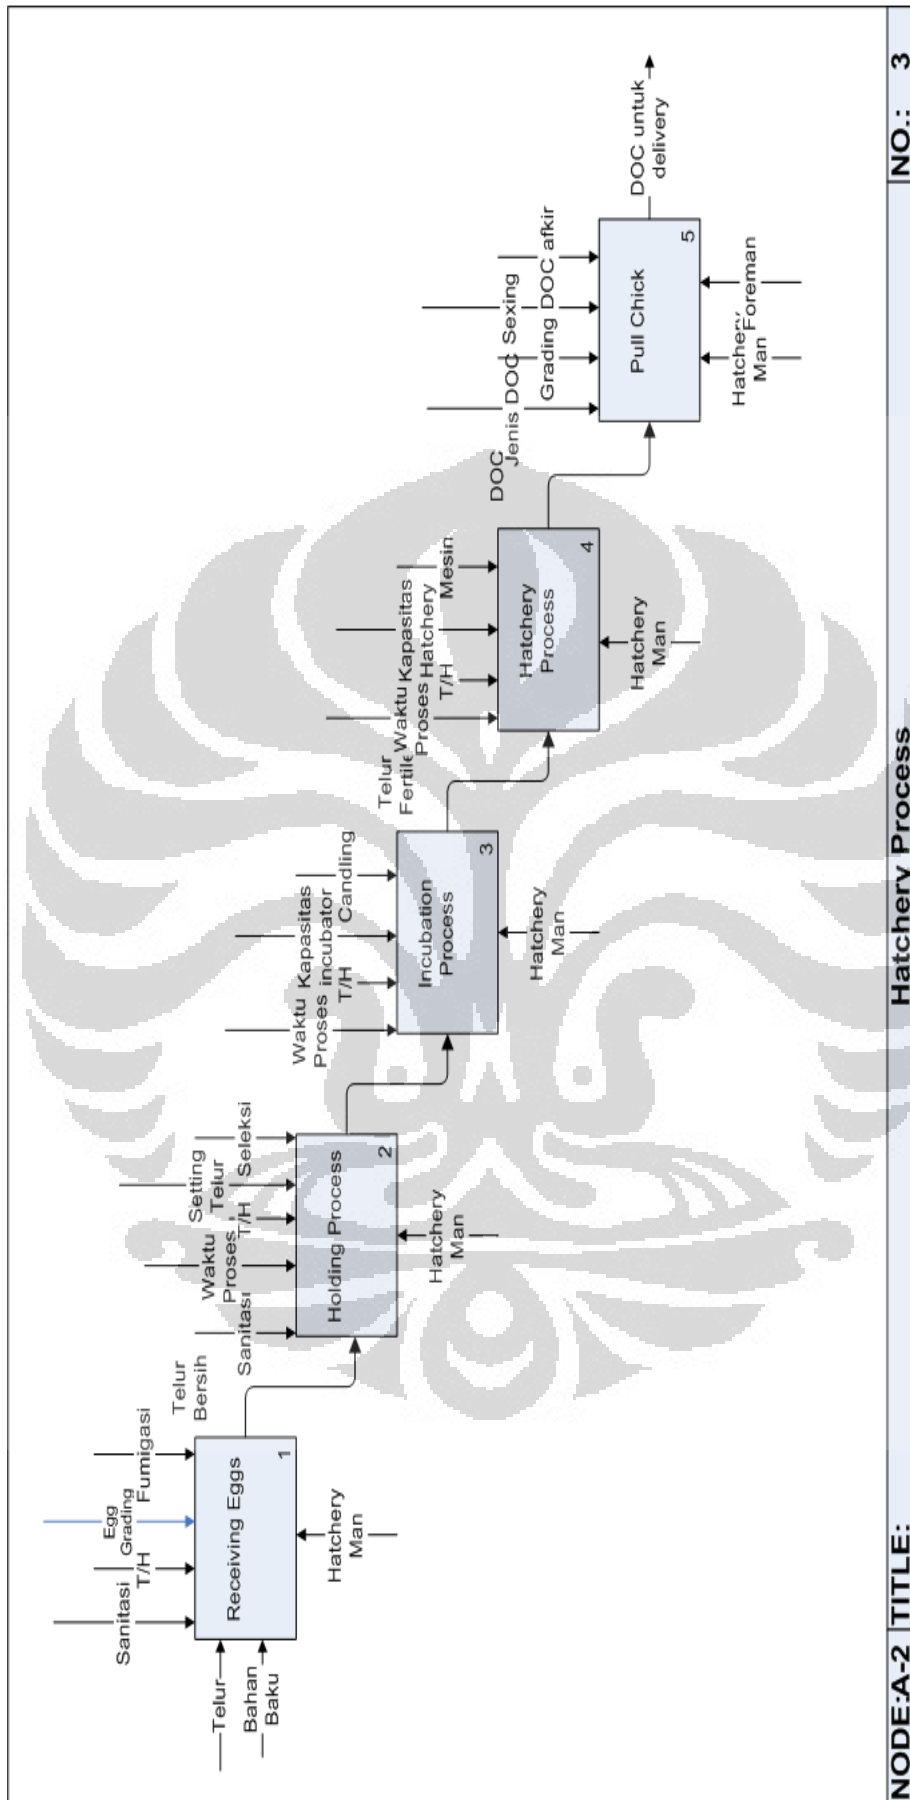 Sanitasi
T/H
Egg
Grading
Fumigasi
Telur
Bahan
Baku
Receiving Eggs
1
Hatchery
Man
Telur
Bersih
Sanitasi
Waktu
Proses
T/H
Setting
Telur
Seleksi
Holding Process
2
Hatchery
Man
Waktu
Proses
T/H
Kapasitas
incubator
Candling
Incubation
Process
3
Hatchery
Man
Telur
Fertile
Waktu
Proses
T/H
Kapasitas
Hatchery
Mesin
Hatchery
Process
4
Hatchery
Man
DOC
Jenis DOC
Grading
Sexing
DOC afkir
Pull Chick
5
Hatchery
Man
Foreman
DOC untuk
delivery
NODE:A-2
TITLE:
Hatchery Process
NO.: 3